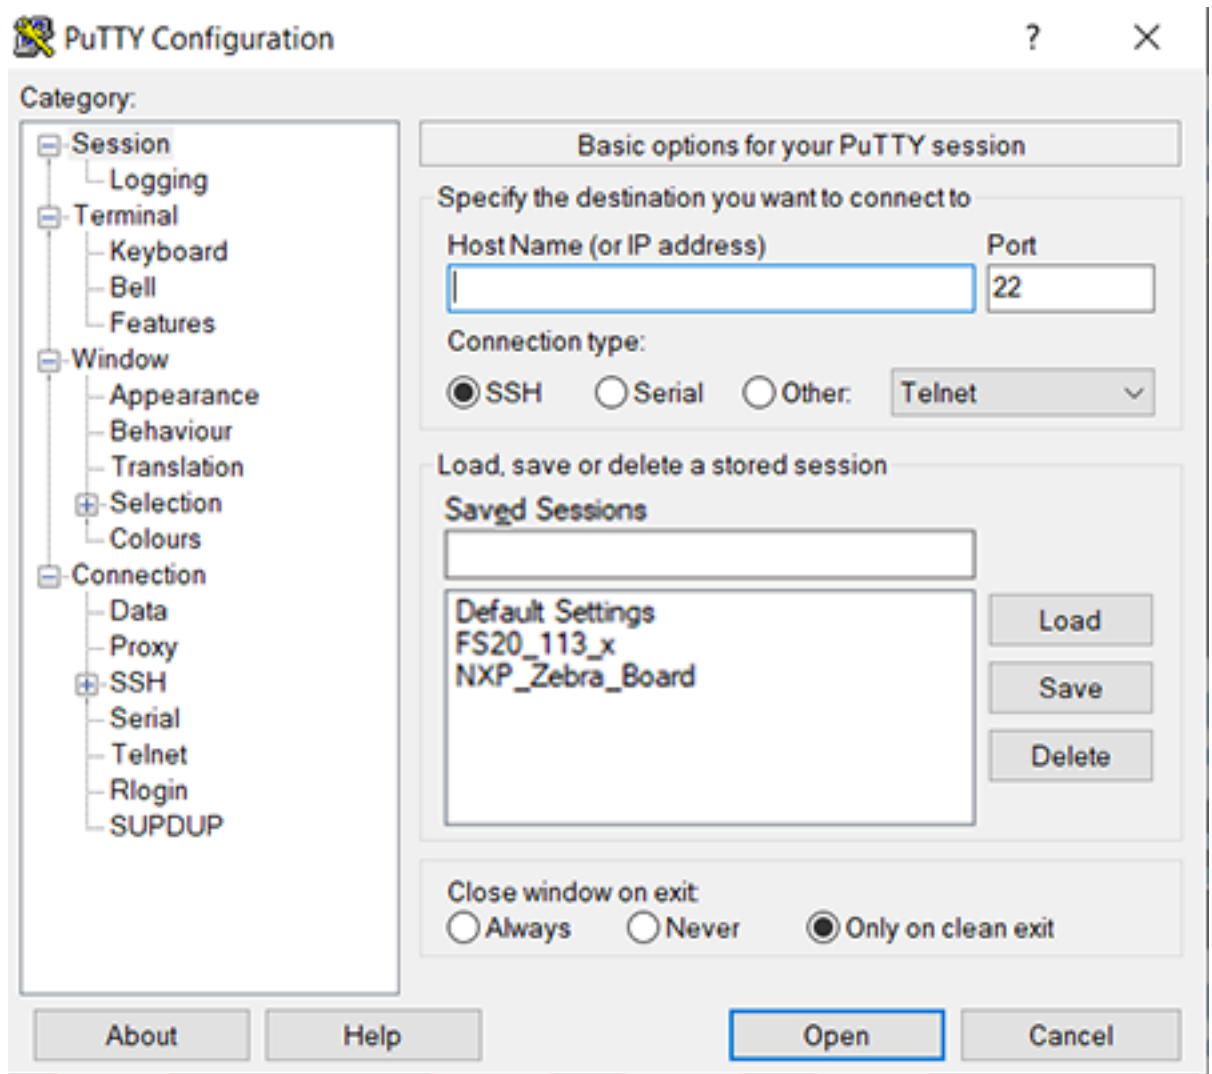 PuTTY Configuration
?
Category:
Session
Logging
Terminal
Keyboard
Bell
Features
Window
Appearance
Behaviour
Translation
Selection
Colours
Connection
Data
Proxy
SSH
Serial
Telnet
Rlogin
SUPDUP
Basic options for your PuTTY session
Specify the destination you want to connect to
Host Name (or IP address) Port
22
Connection type:
SSH Serial Other: Telnet
Load, save or delete a stored session
Saved Sessions
Default Settings
FS20_113_x
NXP_Zebra_Board
Load
Save
Delete
Close window on exit:
Always Never Only on clean exit
About Help Open Cancel